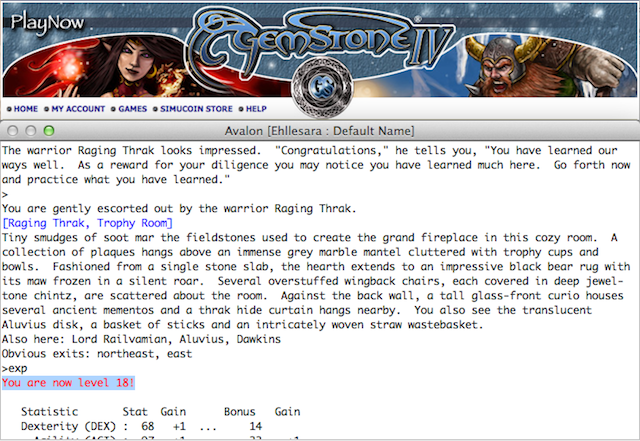 PlayNow
GEMSTONE IV
HOME MY ACCOUNT GAMES SIMUCOIN STORE HELP
Avalon [Ehllesara : Default Name]
The warrior Raging Thrak looks impressed. "Congratulations," he tells you, "You have learned our
ways well. As a reward for your diligence you may notice you have learned much here. Go forth now
and practice what you have learned."
>
You are gently escorted out by the warrior Raging Thrak.
[Raging Thrak, Trophy Room]
Tiny smudges of soot mar the fieldstones used to create the grand fireplace in this cozy room. A
collection of plaques hangs above an immense grey marble mantel cluttered with trophy cups and
bowls. Fashioned from a single stone slab, the hearth extends to an impressive black bear rug with
its maw frozen in a silent roar. Several overstuffed wingback chairs, each covered in deep jewel-
tone chintz, are scattered about the room. Against the back wall, a tall glass-front curio houses
several ancient mementos and a thrak hide curtain hangs nearby. You also see the translucent
Aluvius disk, a basket of sticks and an intricately woven straw wastebasket.
Also here: Lord Railvamian, Aluvius, Dawkins
Obvious exits: northeast, east
>exp
You are now level 18!
Statistic Stat Gain Bonus Gain
Dexterity (DEX) : 68 +1 ... 14